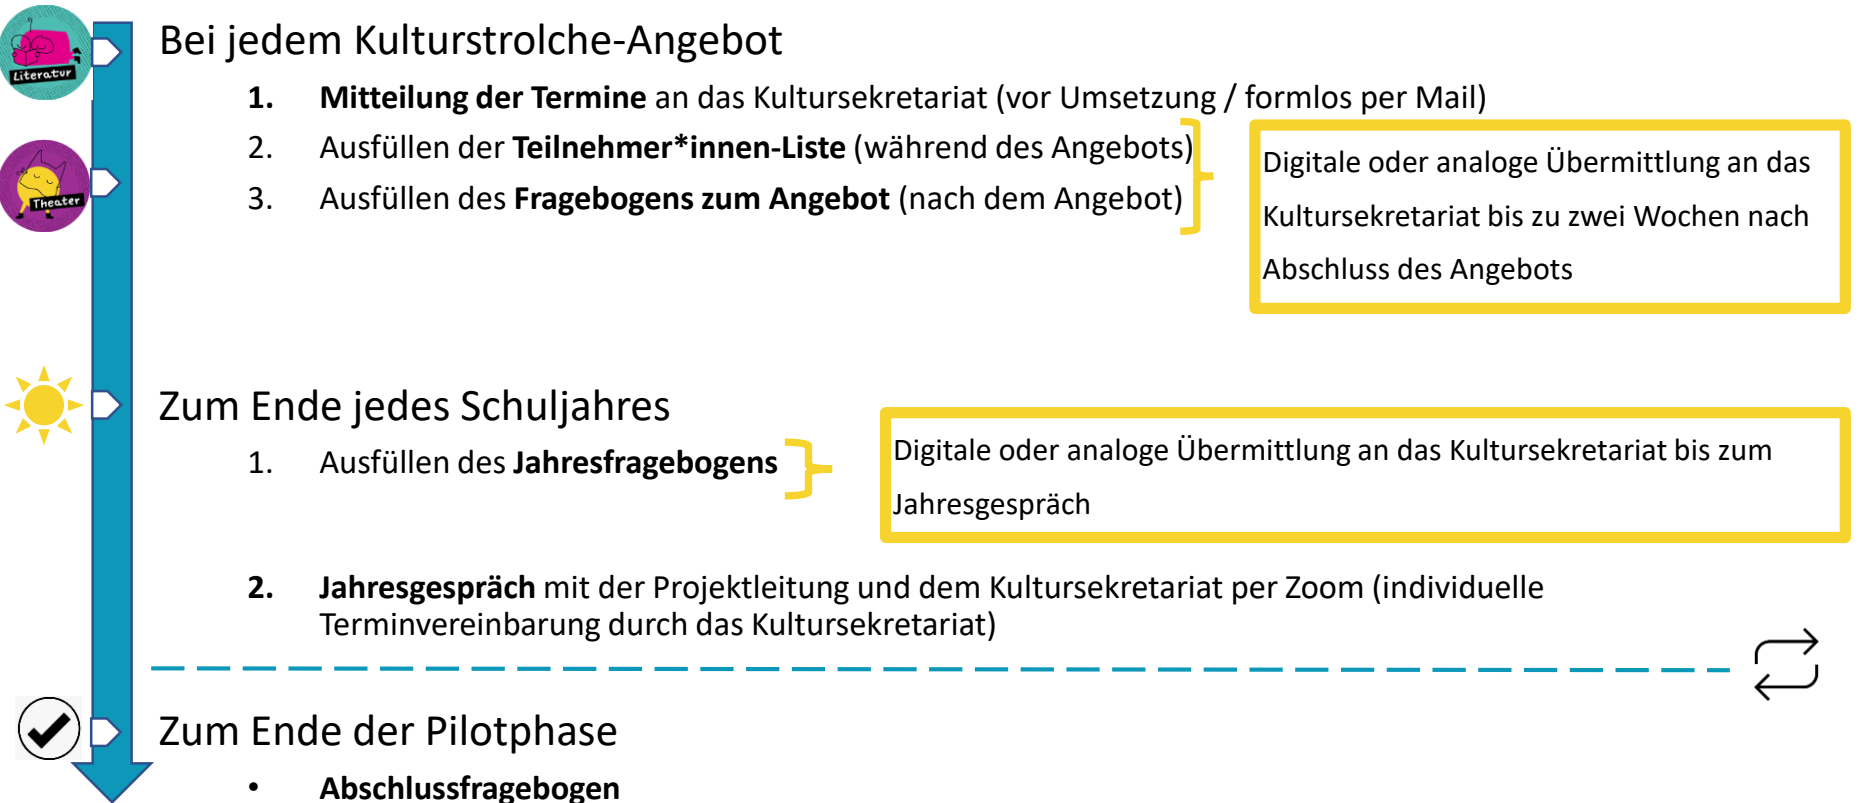 Literatur
Bei jedem Kulturstrolche-Angebot
1. Mitteilung der Termine an das Kultursekretariat (vor Umsetzung / formlos per Mail)
2. Ausfüllen der Teilnehmer*innen-Liste (während des Angebots)
3. Ausfüllen des Fragebogens zum Angebot (nach dem Angebot)
Theater
Digitale oder analoge Übermittlung an das
Kultursekretariat bis zu zwei Wochen nach
Abschluss des Angebots
Zum Ende jedes Schuljahres
1. Ausfüllen des Jahresfragebogens
Digitale oder analoge Übermittlung an das Kultursekretariat bis zum
Jahresgespräch
2. Jahresgespräch mit der Projektleitung und dem Kultursekretariat per Zoom (individuelle
Terminvereinbarung durch das Kultursekretariat)
Zum Ende der Pilotphase
• Abschlussfragebogen